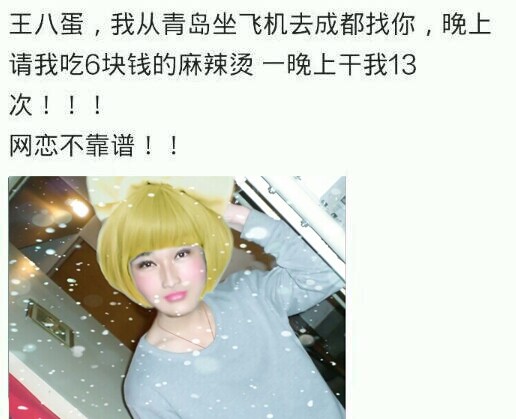 王八蛋，我从青岛坐飞机去成都找你，晚上
请我吃6块钱的麻辣烫 一晚上干我13
次！！！
网恋不靠谱！！